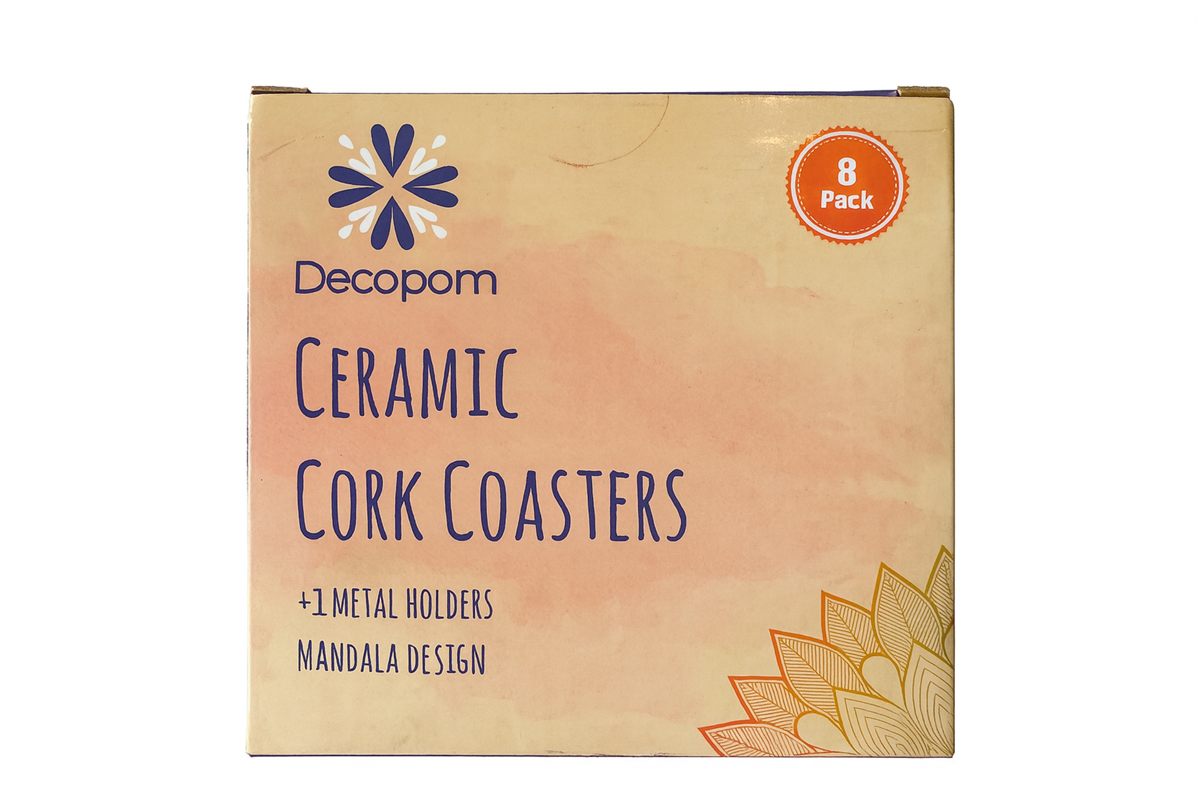 Decopom
8
Pack
CERAMIC
CORK COASTERS
+1 METAL HOLDERS
MANDALA DESIGN